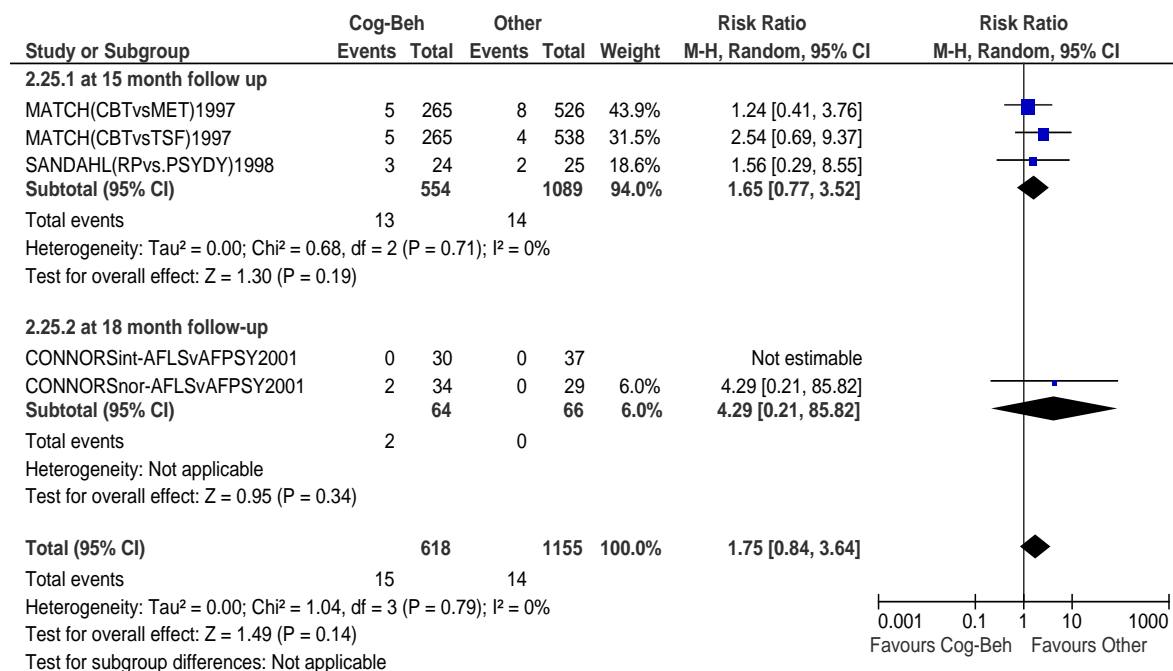 Cog-Beh Other Risk Ratio Risk Ratio
Study or Subgroup Events Total Events Total Weight M-H, Random, 95% CI M-H, Random, 95% CI
2.25.1 at 15 month follow up
MATCH(CBTvsMET)1997 5 265 8 526 43.9% 1.24 [0.41, 3.76]
MATCH(CBTvsTSF)1997 5 265 4 538 31.5% 2.54 [0.69, 9.37]
SANDAHL(RPvs.PSYDY)1998 3 24 2 25 18.6% 1.56 [0.29, 8.55]
Subtotal (95% CI) 554 1089 94.0% 1.65 [0.77, 3.52]
Total events 13 14
Heterogeneity: Tau² = 0.00; Chi² = 0.68, df = 2 (P = 0.71); I² = 0%
Test for overall effect: Z = 1.30 (P = 0.19)
2.25.2 at 18 month follow-up
CONNORSint-AFLSvAFPSY2001 0 30 0 37 Not estimable
CONNORSnor-AFLSvAFPSY2001 2 34 0 29 6.0% 4.29 [0.21, 85.82]
Subtotal (95% CI) 64 66 6.0% 4.29 [0.21, 85.82]
Total events 2 0
Heterogeneity: Not applicable
Test for overall effect: Z = 0.95 (P = 0.34)
Total (95% CI) 618 1155 100.0% 1.75 [0.84, 3.64]
Total events 15 14
Heterogeneity: Tau² = 0.00; Chi² = 1.04, df = 3 (P = 0.79); I² = 0%
Test for overall effect: Z = 1.49 (P = 0.14)
Test for subgroup differences: Not applicable
0.001 0.1 1 10 1000
Favours Cog-Beh Favours Other